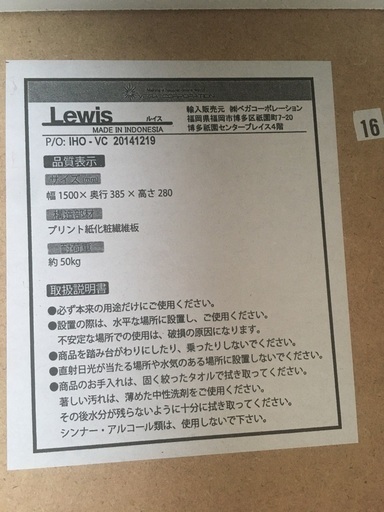 Lewis ルイス
輸入販売元 ㈱ベガコーポレーション
福岡県福岡市博多区祇園町7-20
博多祇園センタープレイス4階
MADE IN INDONESIA
P/O: IHO - VC 20141219
16
品質表示
サイズ
幅 1500× 奥行 385 × 高さ 280
プリント紙化粧繊維板
約 50kg
取扱説明書
●必ず本来の用途だけにご使用ください。
●設置の際は、水平な場所に設置し、ご使用ください。
不安定な場所での使用は、破損の原因になります。
●商品を踏み台がわりにしたり、乗ったりしないでください。
●直射日光が当たる場所や水気のある場所に設置しないでください。
●商品のお手入れは、固く絞ったタオルで拭き取ってください。
著しい汚れは、薄めた中性洗剤をご使用ください。
その後水分が残らないように十分に拭き取ってください。
シンナー・アルコール類は、使用しないで下さい。